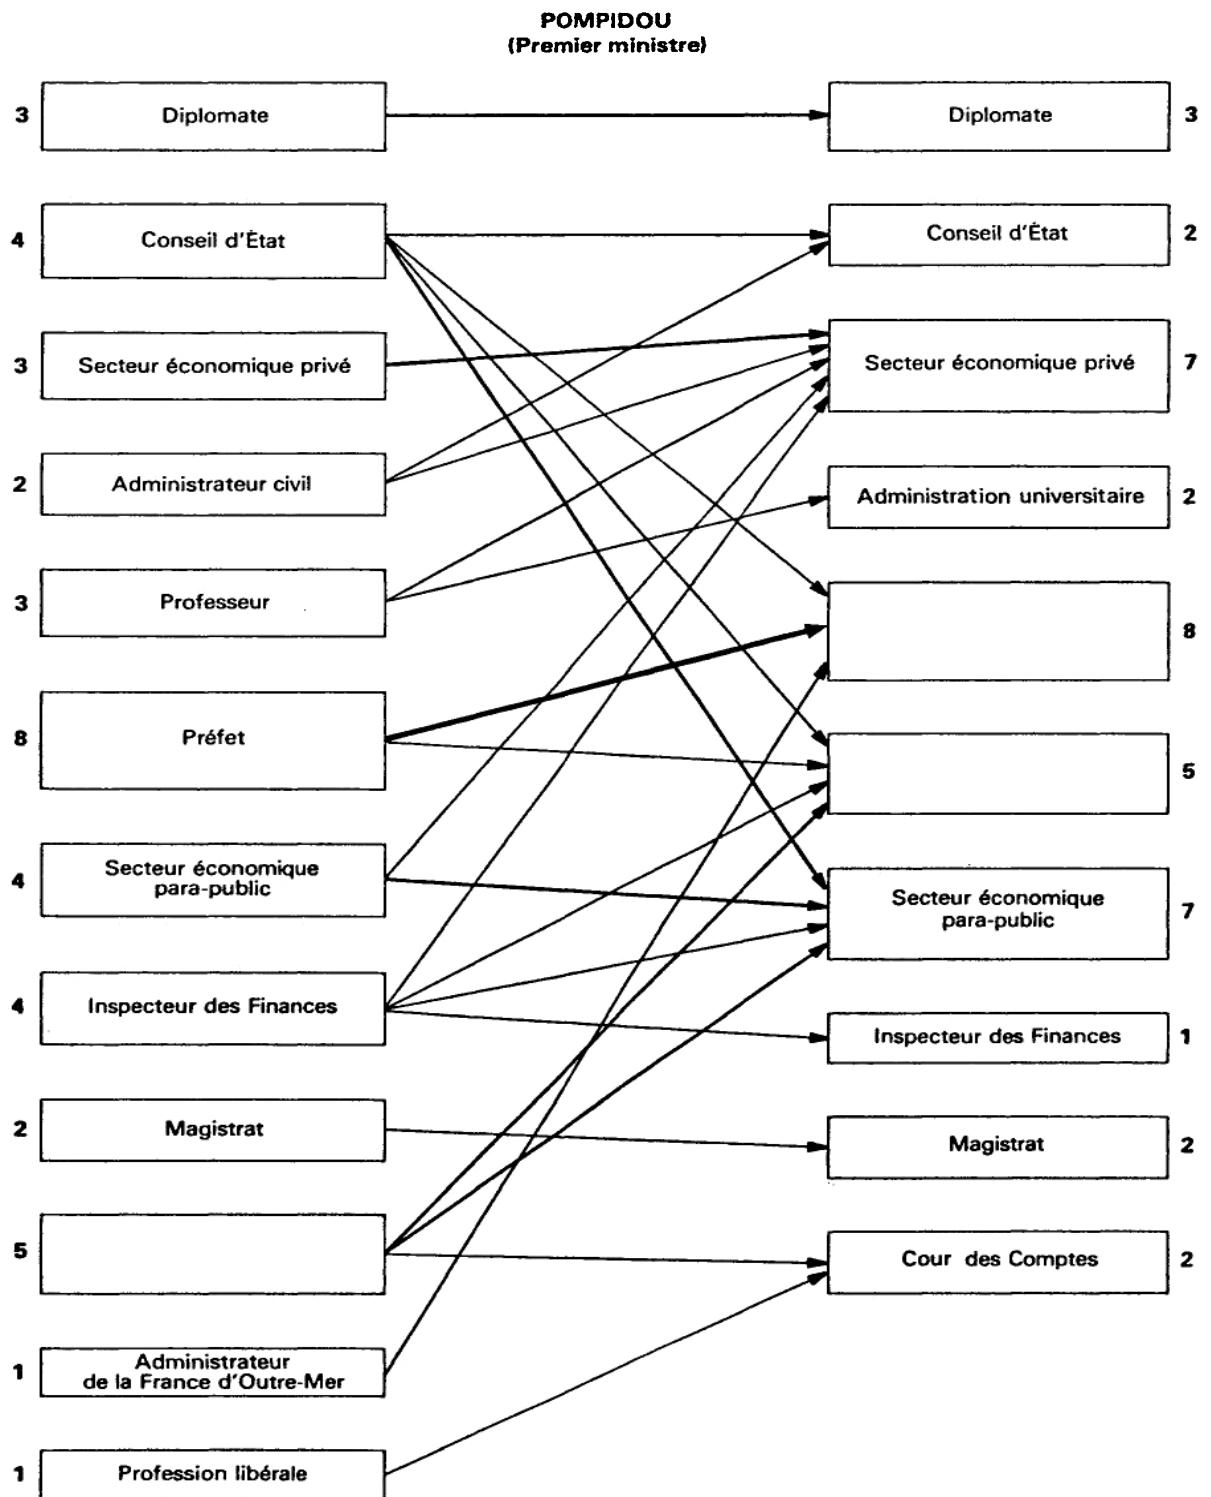 POMPIDOU
(Premier ministre)
3 Diplomate Diplomate 3
4 Conseil d'État Conseil d'État 2
3 Secteur économique privé Secteur économique privé 7
2 Administrateur civil Administration universitaire 2
3 Professeur 8
8 Préfet 5
4 Secteur économique
para-public
Secteur économique
para-public
7
4 Inspecteur des Finances Inspecteur des Finances 1
2 Magistrat Magistrat 2
5 Cour des Comptes 2
1 Administrateur
de la France d'Outre-Mer
1 Profession libérale